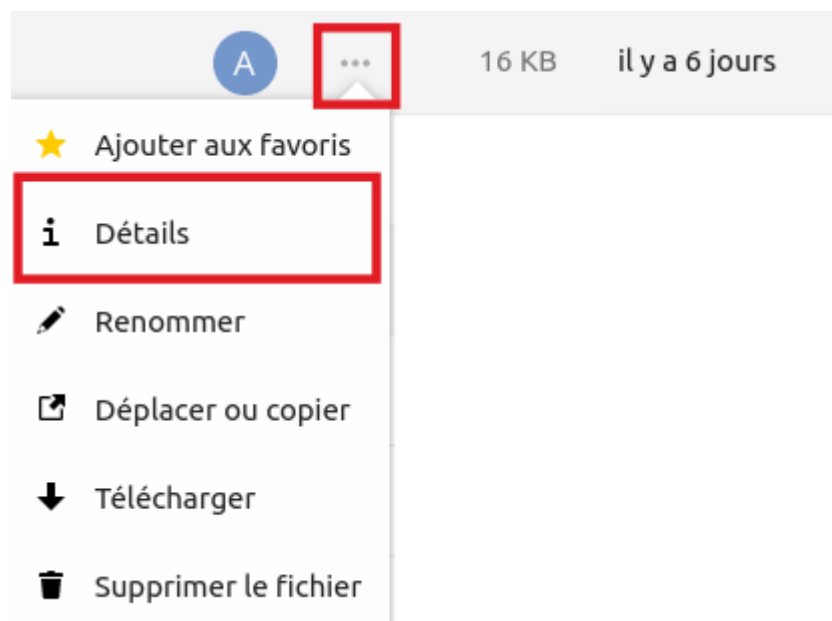 A ... 16 KB il y a 6 jours
Ajouter aux favoris
i Détails
Renommer
Déplacer ou copier
Télécharger
Supprimer le fichier